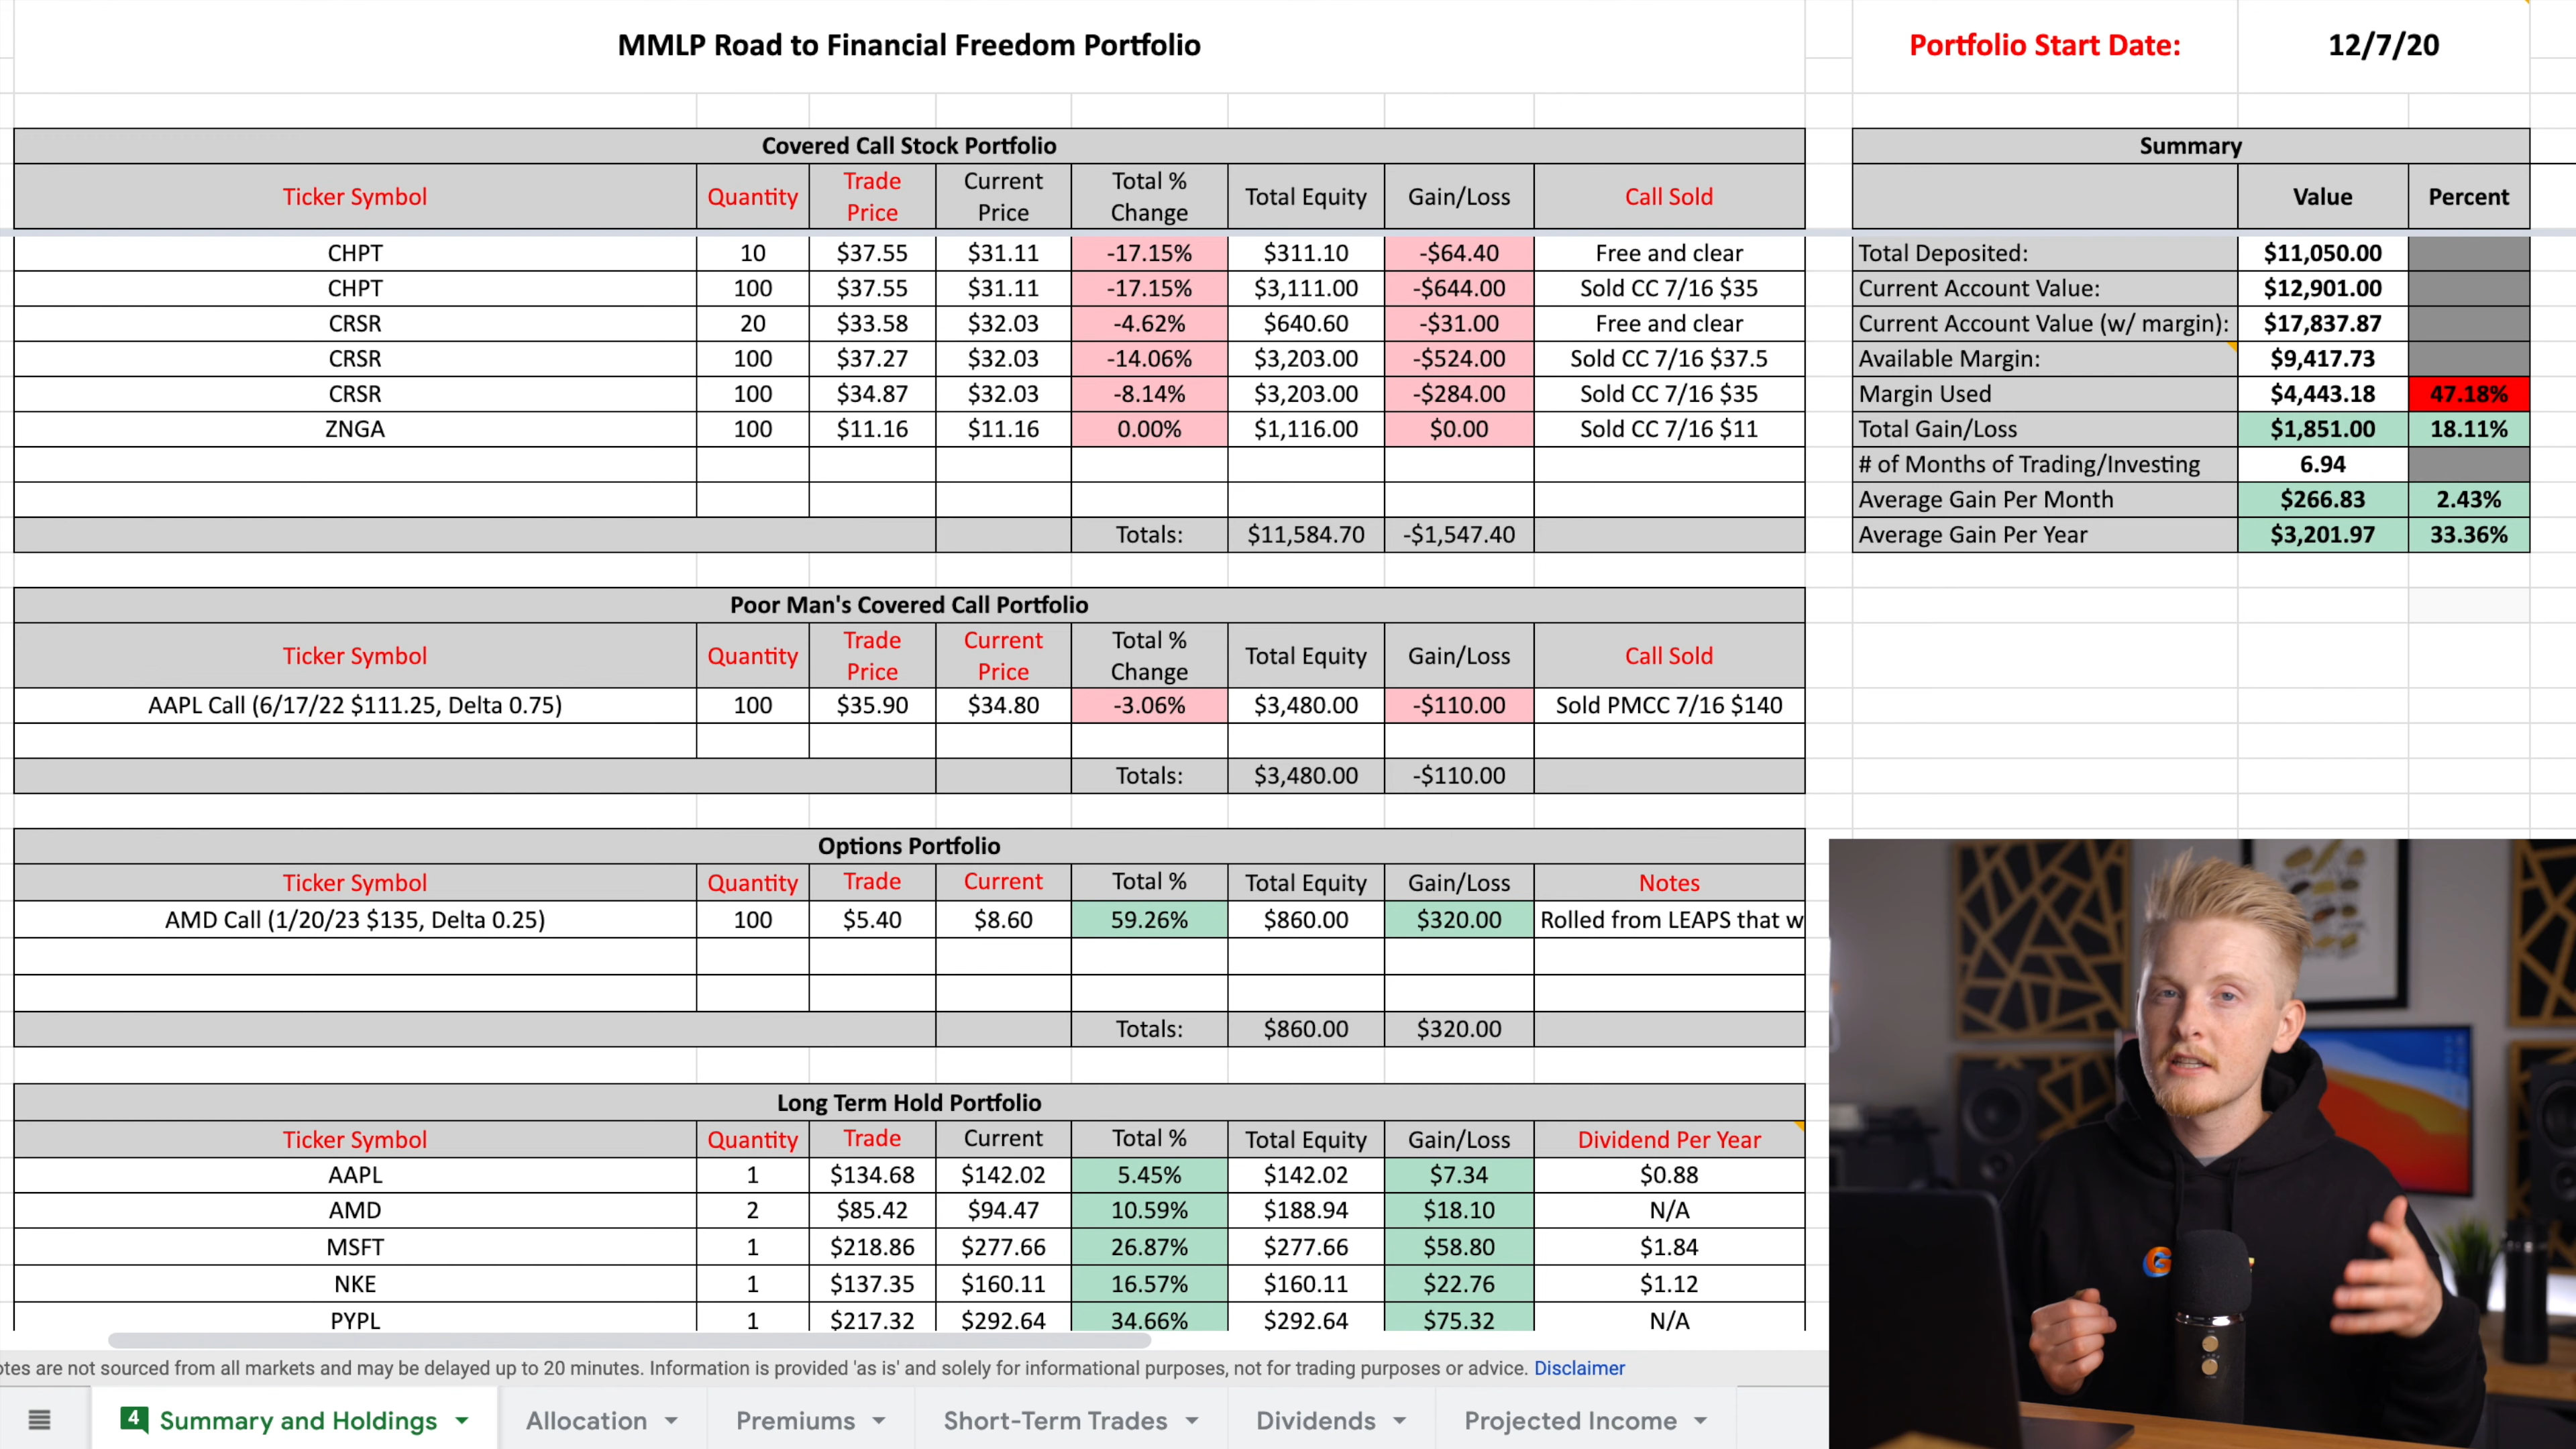 MMLP Road to Financial Freedom Portfolio
Portfolio Start Date: 12/7/20
Covered Call Stock Portfolio
Ticker Symbol Quantity Trade Price Current Price Total % Change Total Equity Gain/Loss Call Sold
CHPT 10 $37.55 $31.11 -17.15% $311.10 -$64.40 Free and clear
CHPT 100 $37.55 $31.11 -17.15% $3,111.00 -$644.00 Sold CC 7/16 $35
CRSR 20 $33.58 $32.03 -4.62% $640.60 -$31.00 Free and clear
CRSR 100 $37.27 $32.03 -14.06% $3,203.00 -$524.00 Sold CC 7/16 $37.5
CRSR 100 $34.87 $32.03 -8.14% $3,203.00 -$284.00 Sold CC 7/16 $35
ZNGA 100 $11.16 $11.16 0.00% $1,116.00 $0.00 Sold CC 7/16 $11
Totals: $11,584.70 -$1,547.40
Summary
Value Percent
Total Deposited: $11,050.00
Current Account Value: $12,901.00
Current Account Value (w/ margin): $17,837.87
Available Margin: $9,417.73
Margin Used $4,443.18 47.18%
Total Gain/Loss $1,851.00 18.11%
# of Months of Trading/Investing 6.94
Average Gain Per Month $266.83 2.43%
Average Gain Per Year $3,201.97 33.36%
Poor Man's Covered Call Portfolio
Ticker Symbol Quantity Trade Price Current Price Total % Change Total Equity Gain/Loss Call Sold
AAPL Call (6/17/22 $111.25, Delta 0.75) 100 $35.90 $34.80 -3.06% $3,480.00 -$110.00 Sold PMCC 7/16 $140
Totals: $3,480.00 -$110.00
Options Portfolio
Ticker Symbol Quantity Trade Current Total % Total Equity Gain/Loss Notes
AMD Call (1/20/23 $135, Delta 0.25) 100 $5.40 $8.60 59.26% $860.00 $320.00 Rolled from LEAPS that w
Totals: $860.00 $320.00
Long Term Hold Portfolio
Ticker Symbol Quantity Trade Current Total % Total Equity Gain/Loss Dividend Per Year
AAPL 1 $134.68 $142.02 5.45% $142.02 $7.34 $0.88
AMD 2 $85.42 $94.47 10.59% $188.94 $18.10 N/A
MSFT 1 $218.86 $277.66 26.87% $277.66 $58.80 $1.84
NKE 1 $137.35 $160.11 16.57% $160.11 $22.76 $1.12
PYPL 1 $217.32 $292.64 34.66% $292.64 $75.32 N/A
otes are not sourced from all markets and may be delayed up to 20 minutes. Information is provided 'as is' and solely for informational purposes, not for trading purposes or advice. Disclaimer
4 Summary and Holdings Allocation Premiums Short-Term Trades Dividends Projected Income
G